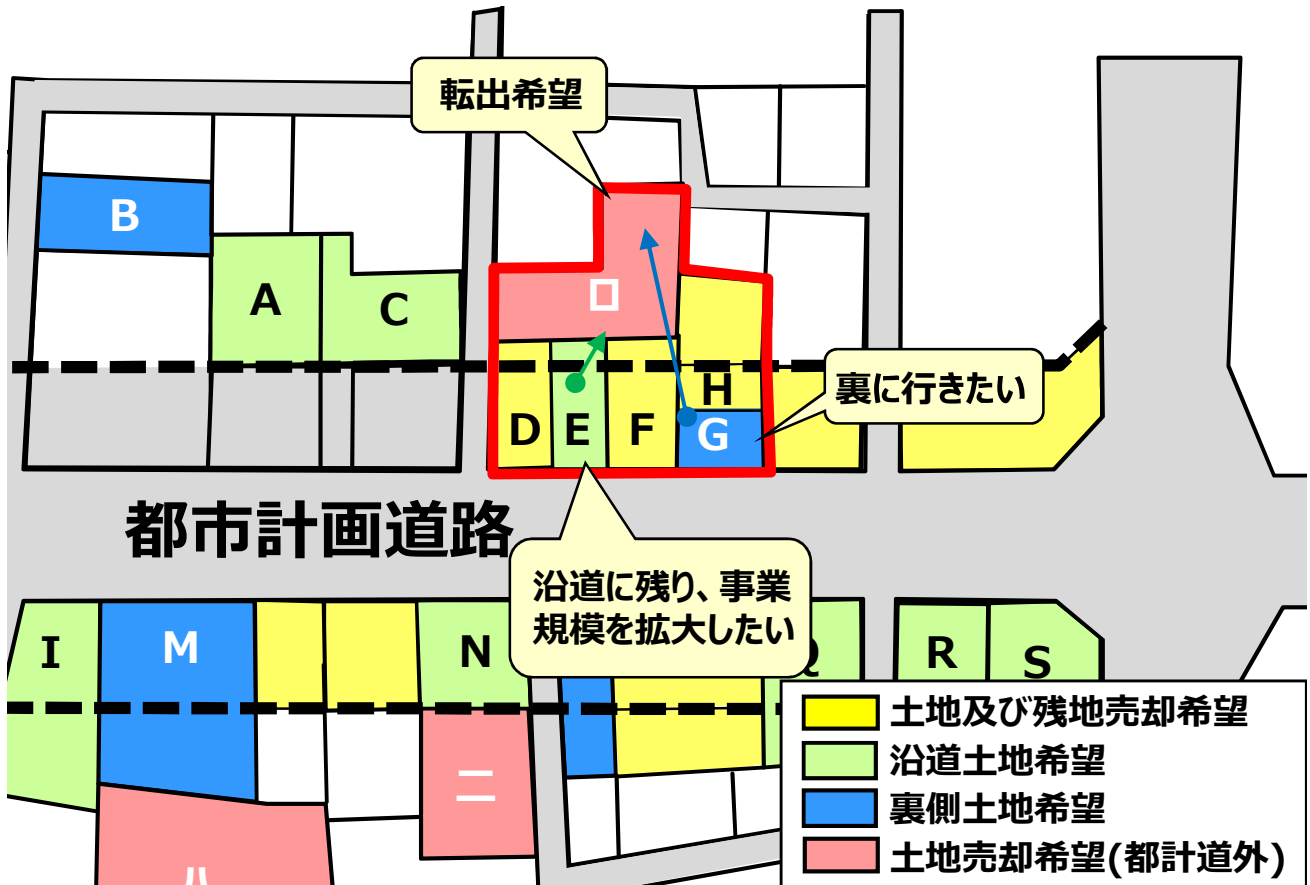 転出希望
B
A
C
ロ
裏に行きたい
H
D
E
F
G
都市計画道路
沿道に残り、事業
規模を拡大したい
I
M
N
Q
R
S
ニ
ハ
土地及び残地売却希望
沿道土地希望
裏側土地希望
土地売却希望(都計道外)